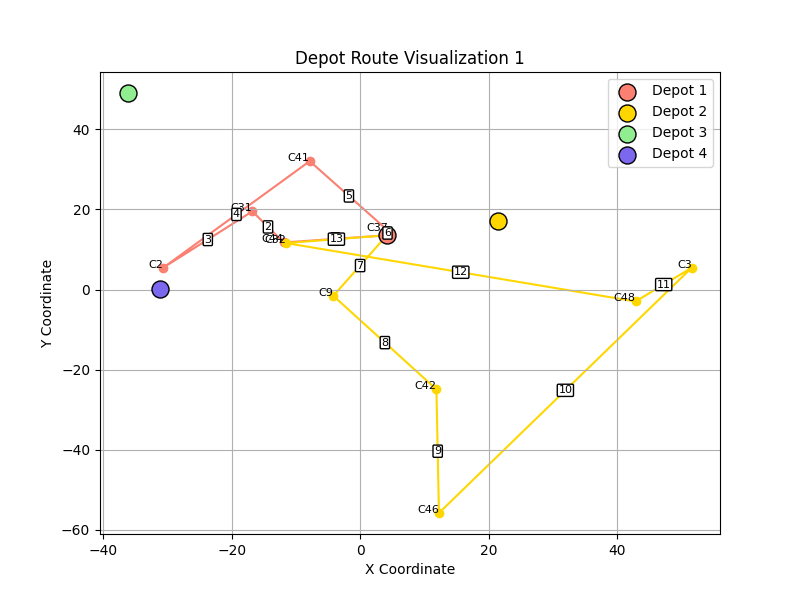 Depot Route Visualization 1
Depot 1
Depot 2
Depot 3
Depot 4
40
20
0
−20
−40
−60
−40
−20
0
20
40
X Coordinate
Y Coordinate
C41
C31
C37
C2
C9
C42
C46
C3
C48
2
3
4
5
6
7
8
9
10
11
12
13